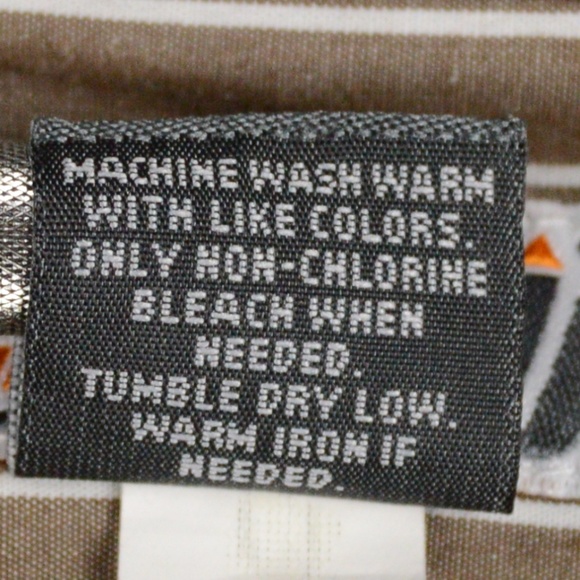 MACHINE WASH WARM
WITH LIKE COLORS.
ONLY NON-CHLORINE
BLEACH WHEN
NEEDED.
TUMBLE DRY LOW.
WARM IRON IF
NEEDED.